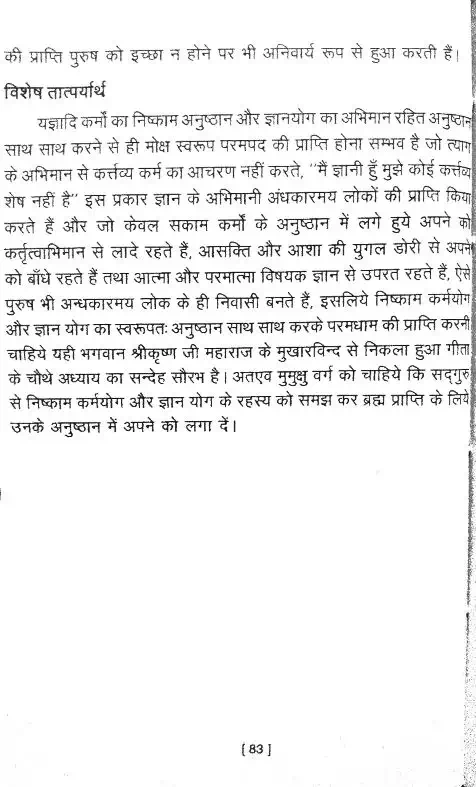 की प्राप्ति पुरुष को इच्छा न होने पर भी अनिवार्य रूप से हुआ करती हैं।
विशेष तात्पर्यार्थ
यज्ञादि कर्मों का निष्काम अनुष्ठान और ज्ञानयोग का अभिमान रहित अनुष्ठान
साथ साथ करने से ही मोक्ष स्वरूप परमपद की प्राप्ति होना सम्भव है जो त्याग
के अभिमान से कर्त्तव्य कर्म का आचरण नहीं करते, "मैं ज्ञानी हूँ मुझे कोई कर्त्तव्य
शेष नहीं है" इस प्रकार ज्ञान के अभिमानी अंधकारमय लोकों की प्राप्ति किया
करते हैं और जो केवल सकाम कर्मों के अनुष्ठान में लगे हुये अपने को
कर्तृत्वाभिमान से लादे रहते हैं, आसक्ति और आशा की युगल डोरी से अपने
को बाँधे रहते हैं तथा आत्मा और परमात्मा विषयक ज्ञान से उपरत रहते हैं, ऐसे
पुरुष भी अन्धकारमय लोक के ही निवासी बनते हैं, इसलिये निष्काम कर्मयोग
और ज्ञान योग का स्वरूपतः अनुष्ठान साथ साथ करके परमधाम की प्राप्ति करनी
चाहिये यही भगवान श्रीकृष्ण जी महाराज के मुखारविन्द से निकला हुआ गीता
के चौथे अध्याय का सन्देह सौरभ है। अतएव मुमुक्षु वर्ग को चाहिये कि सद्‌गुरु
से निष्काम कर्मयोग और ज्ञान योग के रहस्य को समझ कर ब्रह्म प्राप्ति के लिये
उनके अनुष्ठान में अपने को लगा दें।
[ 83 ]